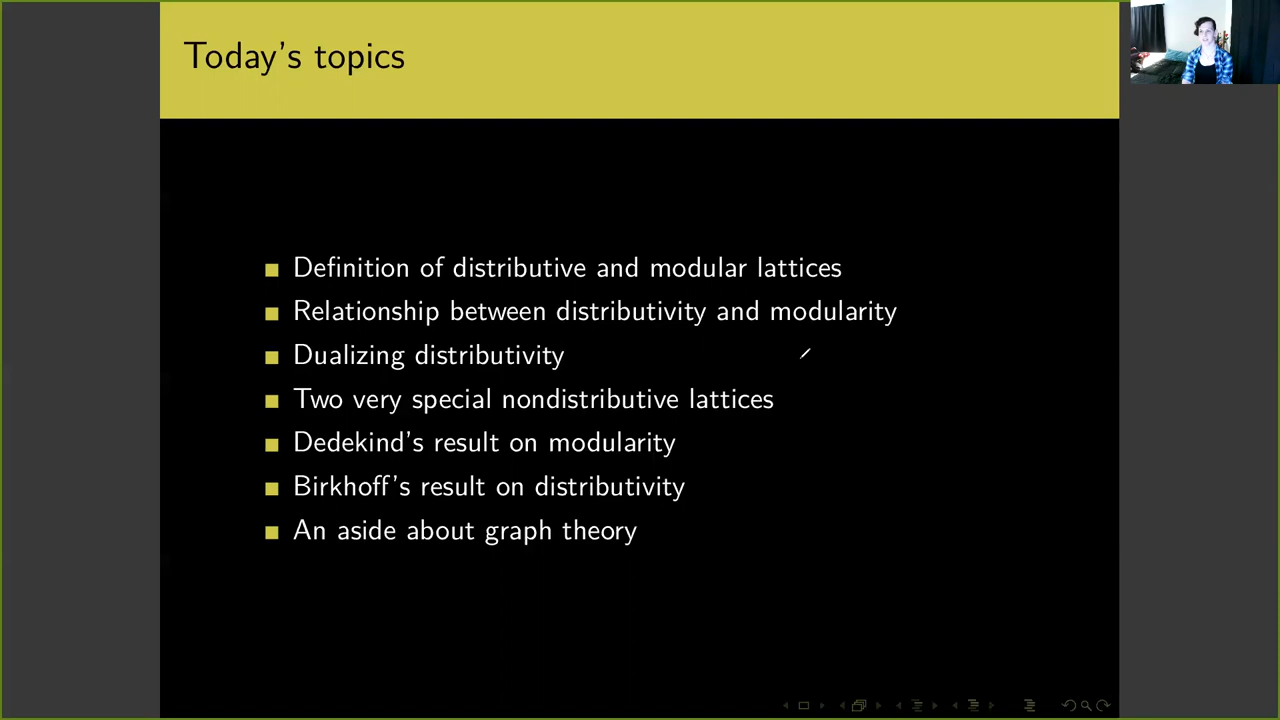 Today's topics
Definition of distributive and modular lattices
Relationship between distributivity and modularity
Dualizing distributivity
Two very special nondistributive lattices
Dedekind's result on modularity
Birkhoff's result on distributivity
An aside about graph theory